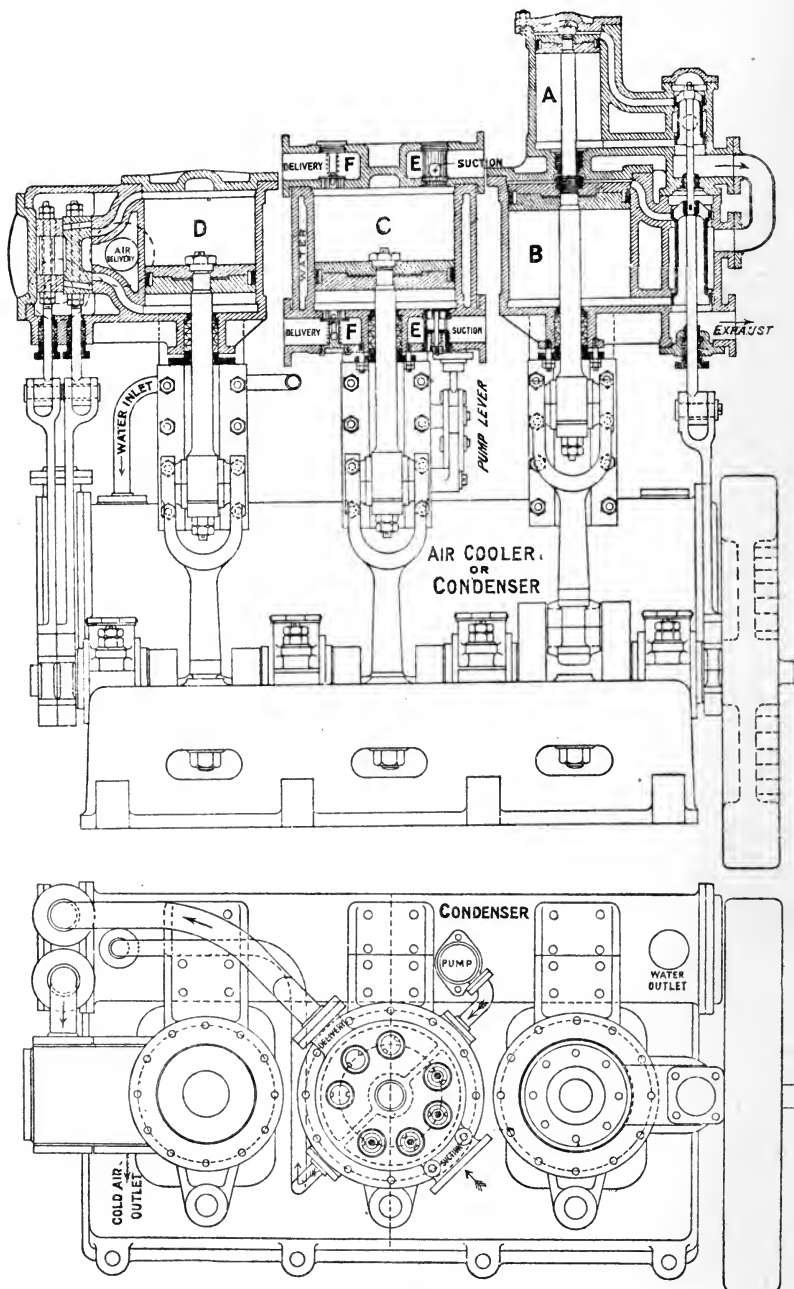 A
DELIVERY
F
E
SUCTION
D
C
WATER
B
AIR
DELIVERY
DELIVERY
F
E
SUCTION
EXHAUST
WATER INLET
PUMP LEVER
AIR COOLER
OR
CONDENSER
CONDENSER
PUMP
WATER
OUTLET
DELIVERY
SUCTION
COLD AIR
OUTLET